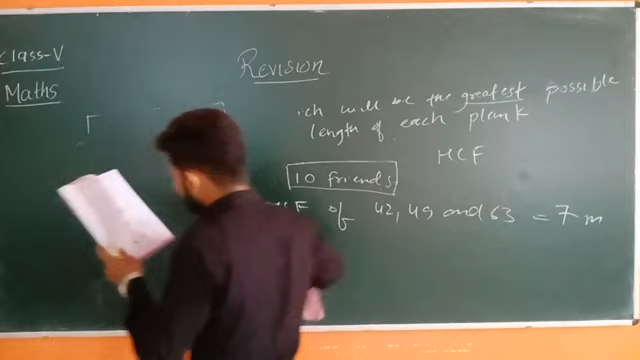 Class-V
Maths
Revision
ich will be the greatest possible
length of each plank
HCF
10 friends
of 42, 49 and 63 = 7 m